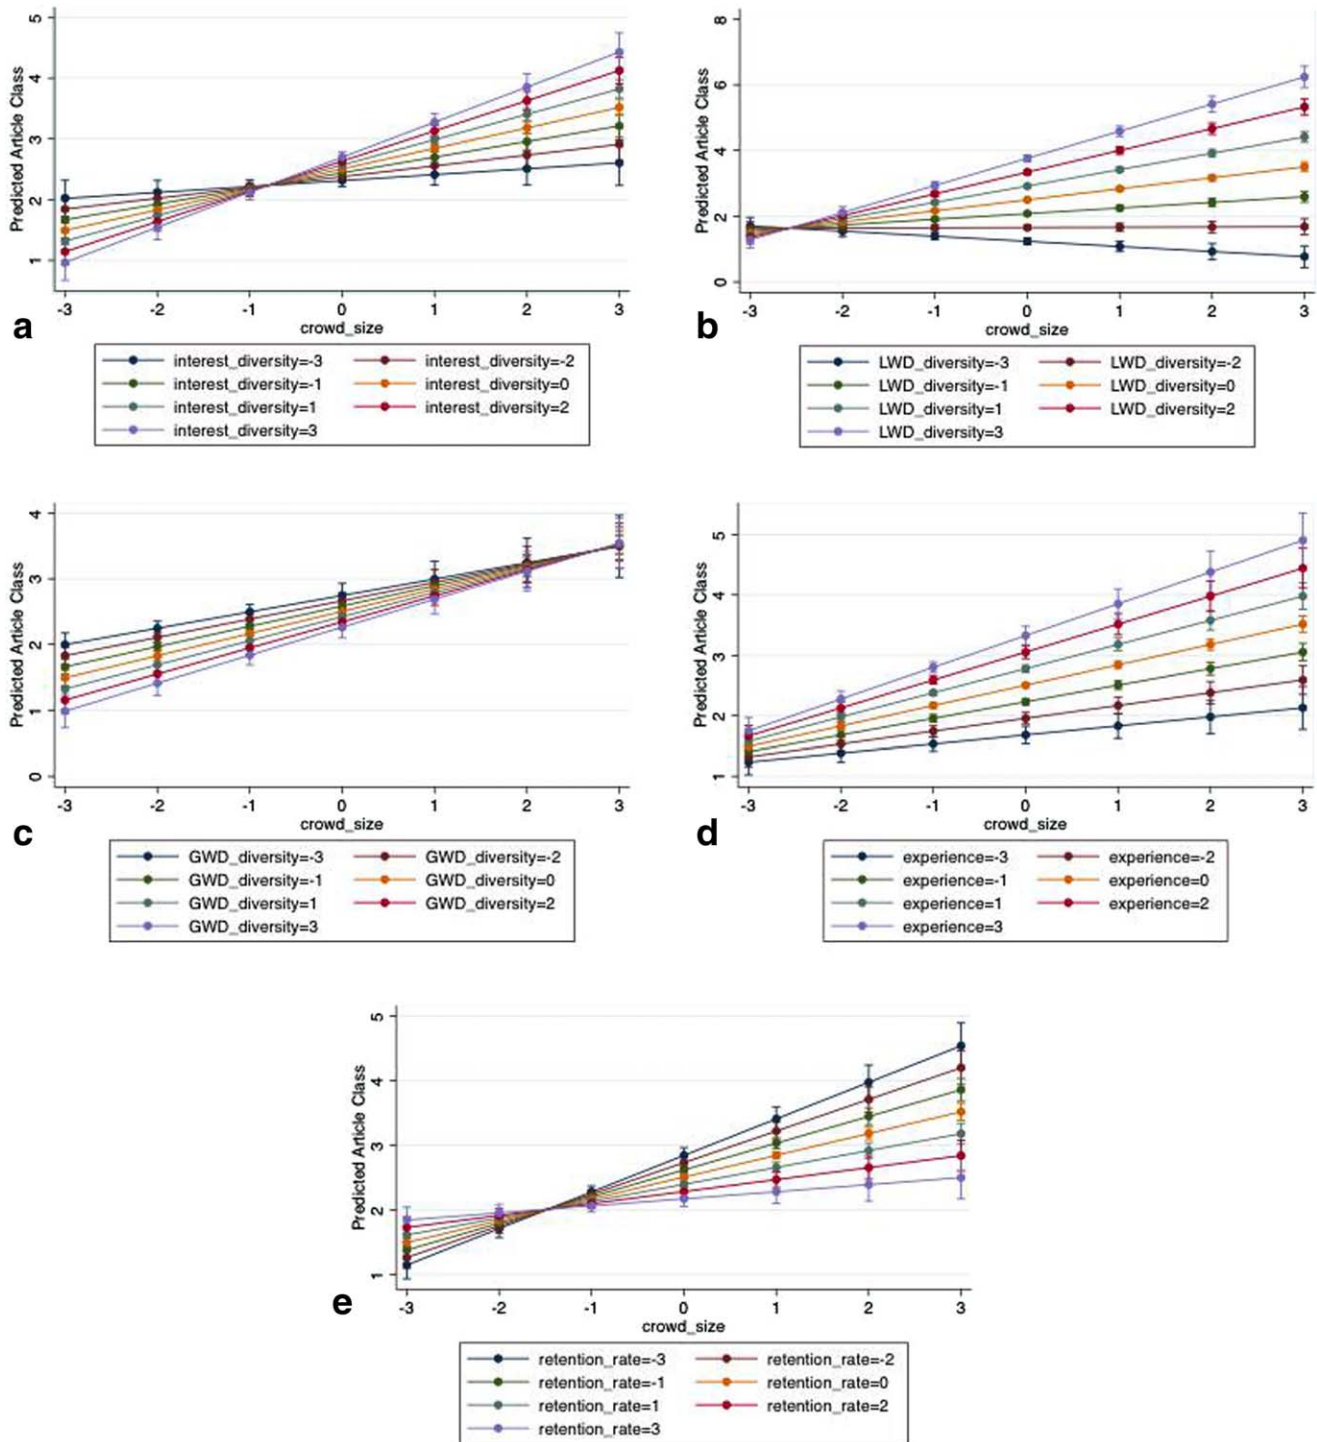 Predicted Article Class
5
4
3
2
1
-3 -2 -1 0 1 2 3
crowd_size
a
interest_diversity=-3 interest_diversity=-2
interest_diversity=-1 interest_diversity=0
interest_diversity=1 interest_diversity=2
interest_diversity=3
Predicted Article Class
8
6
4
2
0
-3 -2 -1 0 1 2 3
crowd_size
b
LWD_diversity=-3 LWD_diversity=-2
LWD_diversity=-1 LWD_diversity=0
LWD_diversity=1 LWD_diversity=2
LWD_diversity=3
Predicted Article Class
4
3
2
1
0
-3 -2 -1 0 1 2 3
crowd_size
c
GWD_diversity=-3 GWD_diversity=-2
GWD_diversity=-1 GWD_diversity=0
GWD_diversity=1 GWD_diversity=2
GWD_diversity=3
Predicted Article Class
5
4
3
2
1
-3 -2 -1 0 1 2 3
crowd_size
d
experience=-3 experience=-2
experience=-1 experience=0
experience=1 experience=2
experience=3
Predicted Article Class
5
4
3
2
1
-3 -2 -1 0 1 2 3
crowd_size
e
retention_rate=-3 retention_rate=-2
retention_rate=-1 retention_rate=0
retention_rate=1 retention_rate=2
retention_rate=3